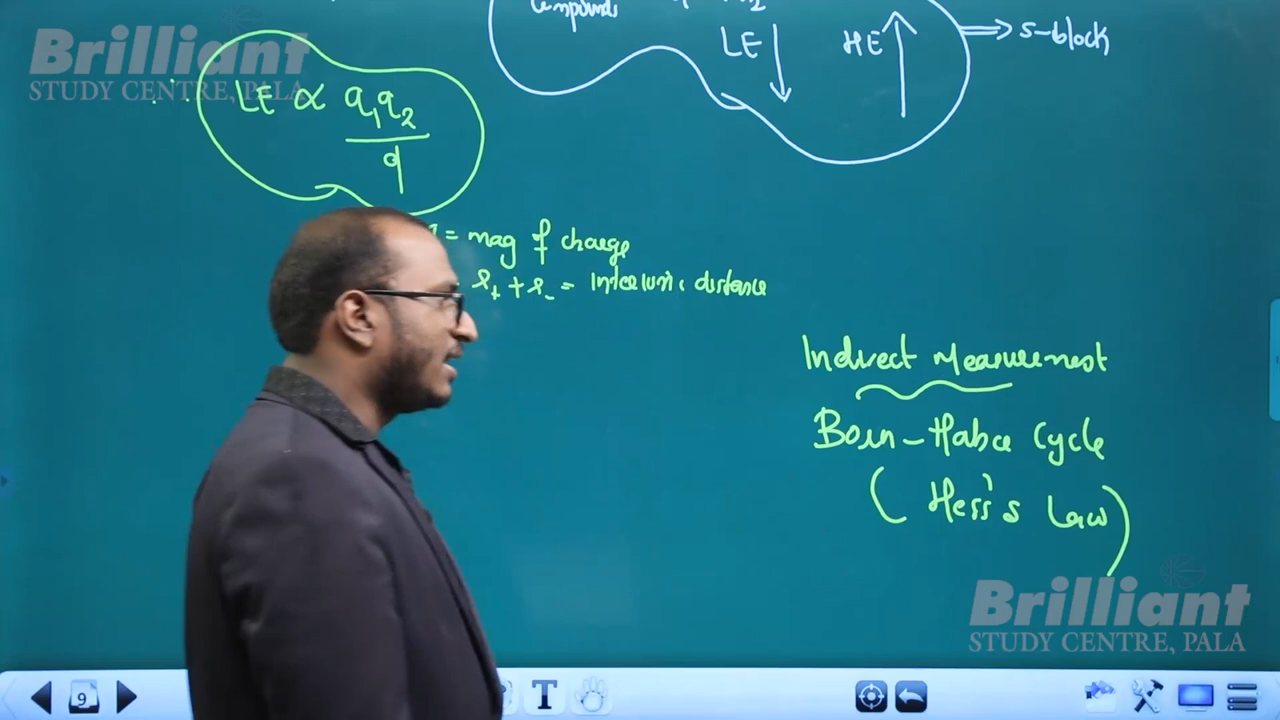 Brilliant
STUDY CENTRE, PALA
LE ↓ HE ↑ ⇒ s-block
∴ LE ∝ q₁q₂
d
= mag of charge
r₊ + r₋ = interionic distance
Indirect Measurement
Born-Haber Cycle
(Hess's Law)
Brilliant
STUDY CENTRE, PALA
9
T